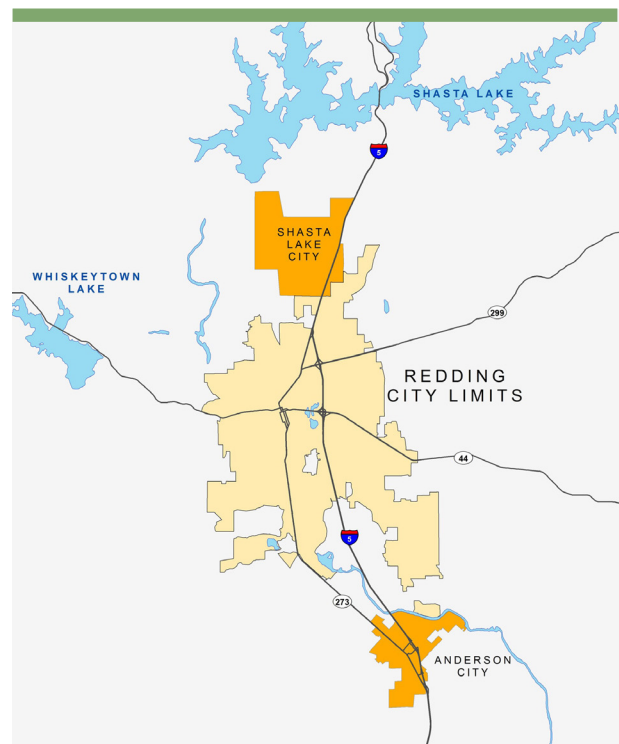 SHASTA LAKE
5
SHASTA
LAKE
CITY
WHISKEYTOWN
LAKE
299
REDDING
CITY LIMITS
44
5
273
ANDERSON
CITY